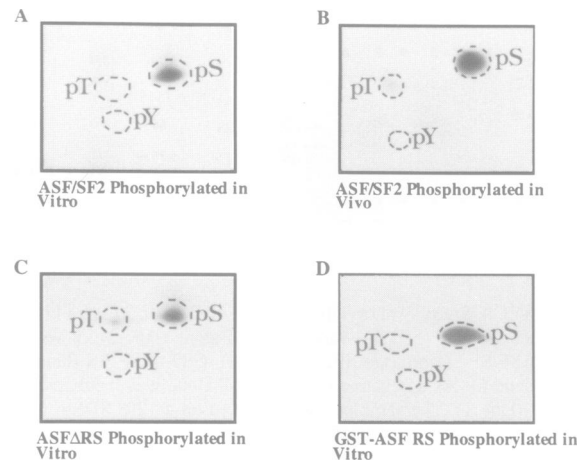 A
pT
pS
pY
ASF/SF2 Phosphorylated in
Vitro
B
pT
pS
pY
ASF/SF2 Phosphorylated in
Vivo
C
pT
pS
pY
ASFΔRS Phosphorylated in
Vitro
D
pT
pS
pY
GST-ASF RS Phosphorylated in
Vitro